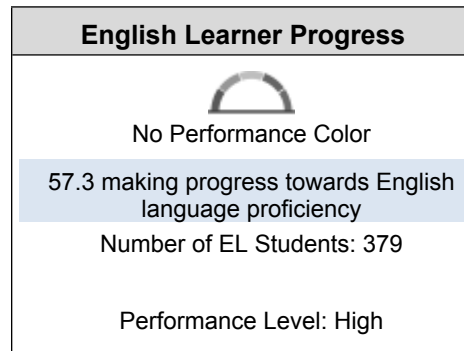 English Learner Progress
No Performance Color
57.3 making progress towards English
language proficiency
Number of EL Students: 379
Performance Level: High